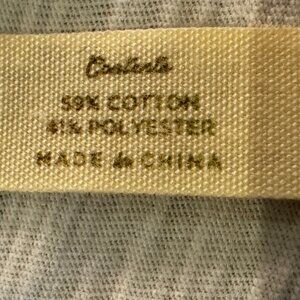 Contents
59% COTTON
41% POLYESTER
MADE in CHINA